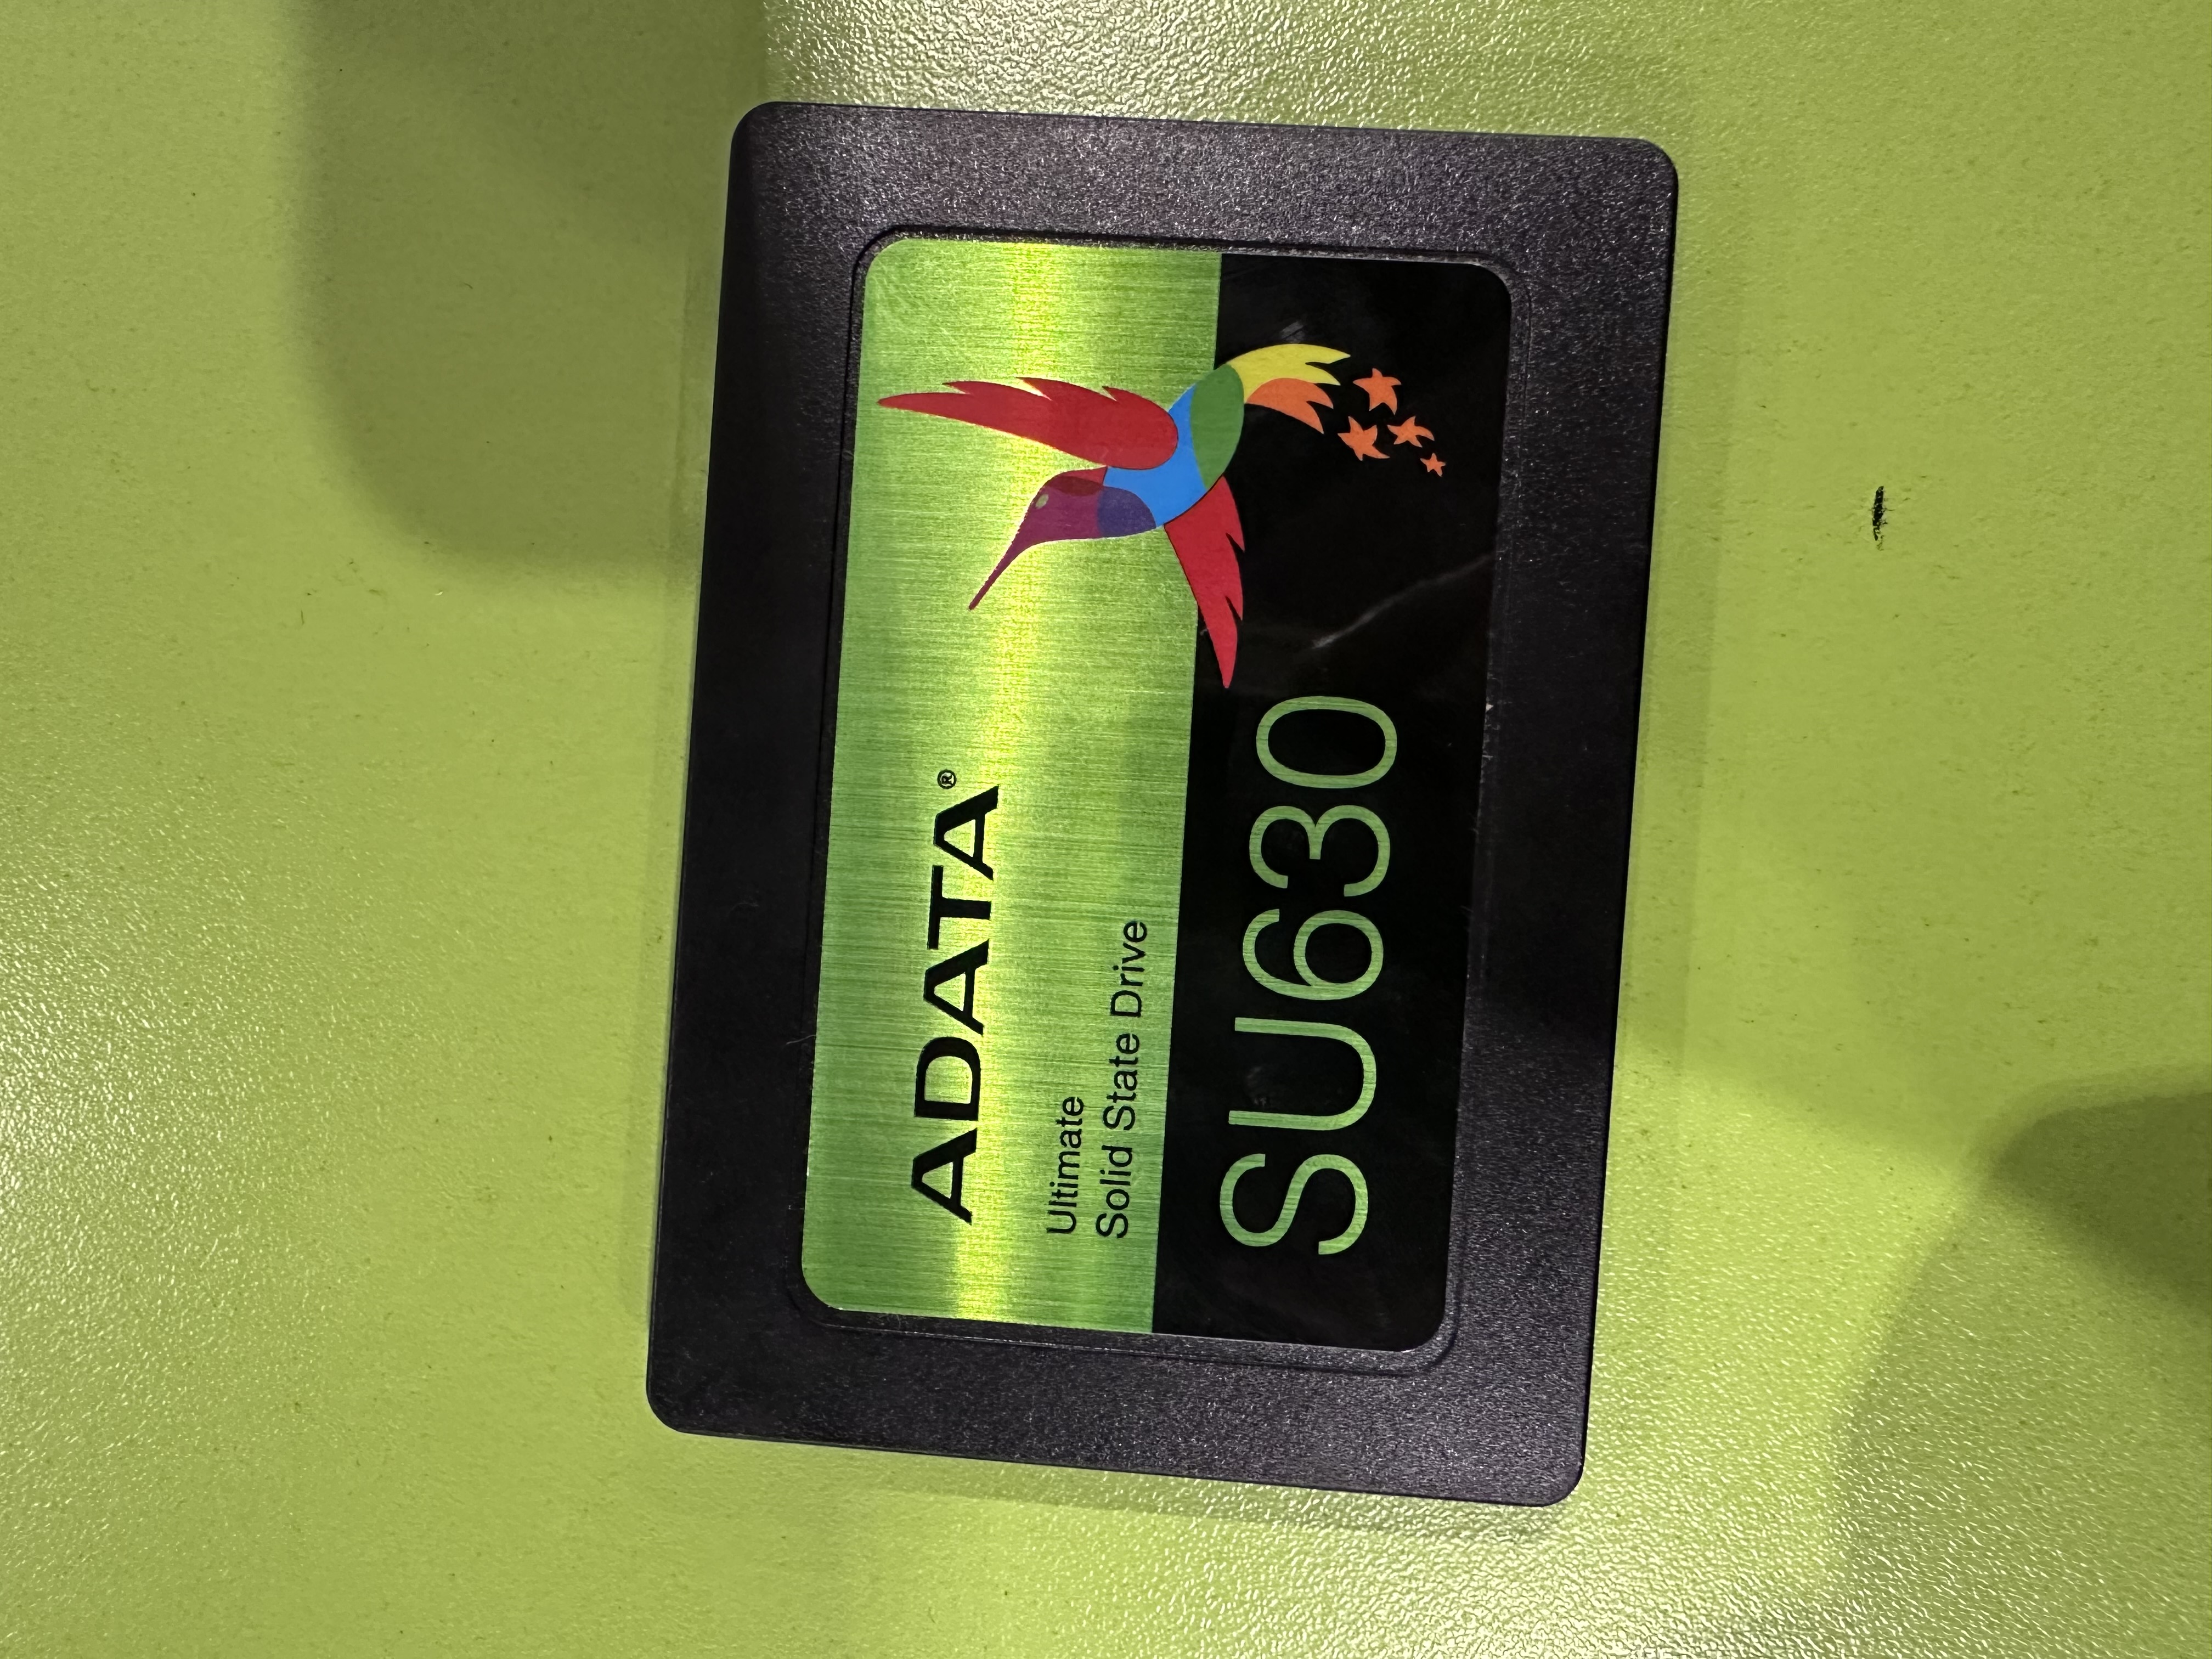 ADATA®
Ultimate
Solid State Drive
SU630